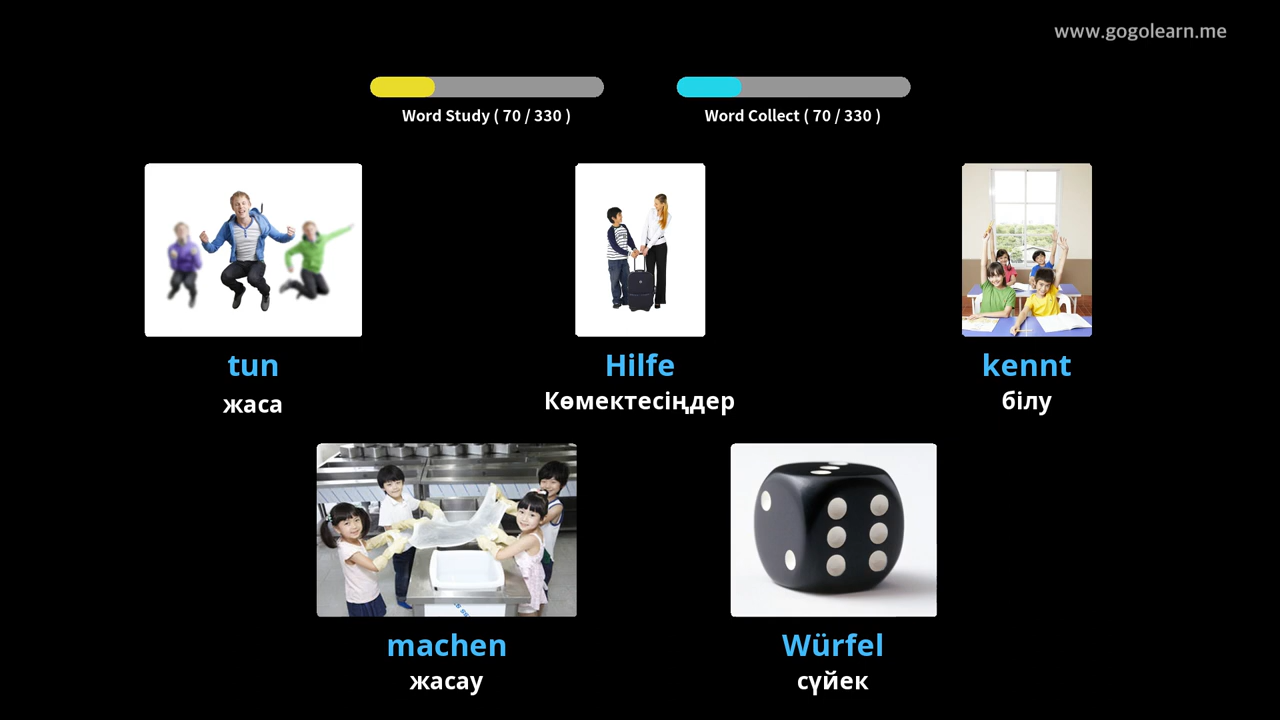 www.gogolearn.me
Word Study ( 70 / 330 )
Word Collect ( 70 / 330 )
tun
жаса
Hilfe
Көмектесіңдер
kennt
білу
machen
жасау
Würfel
сүйек